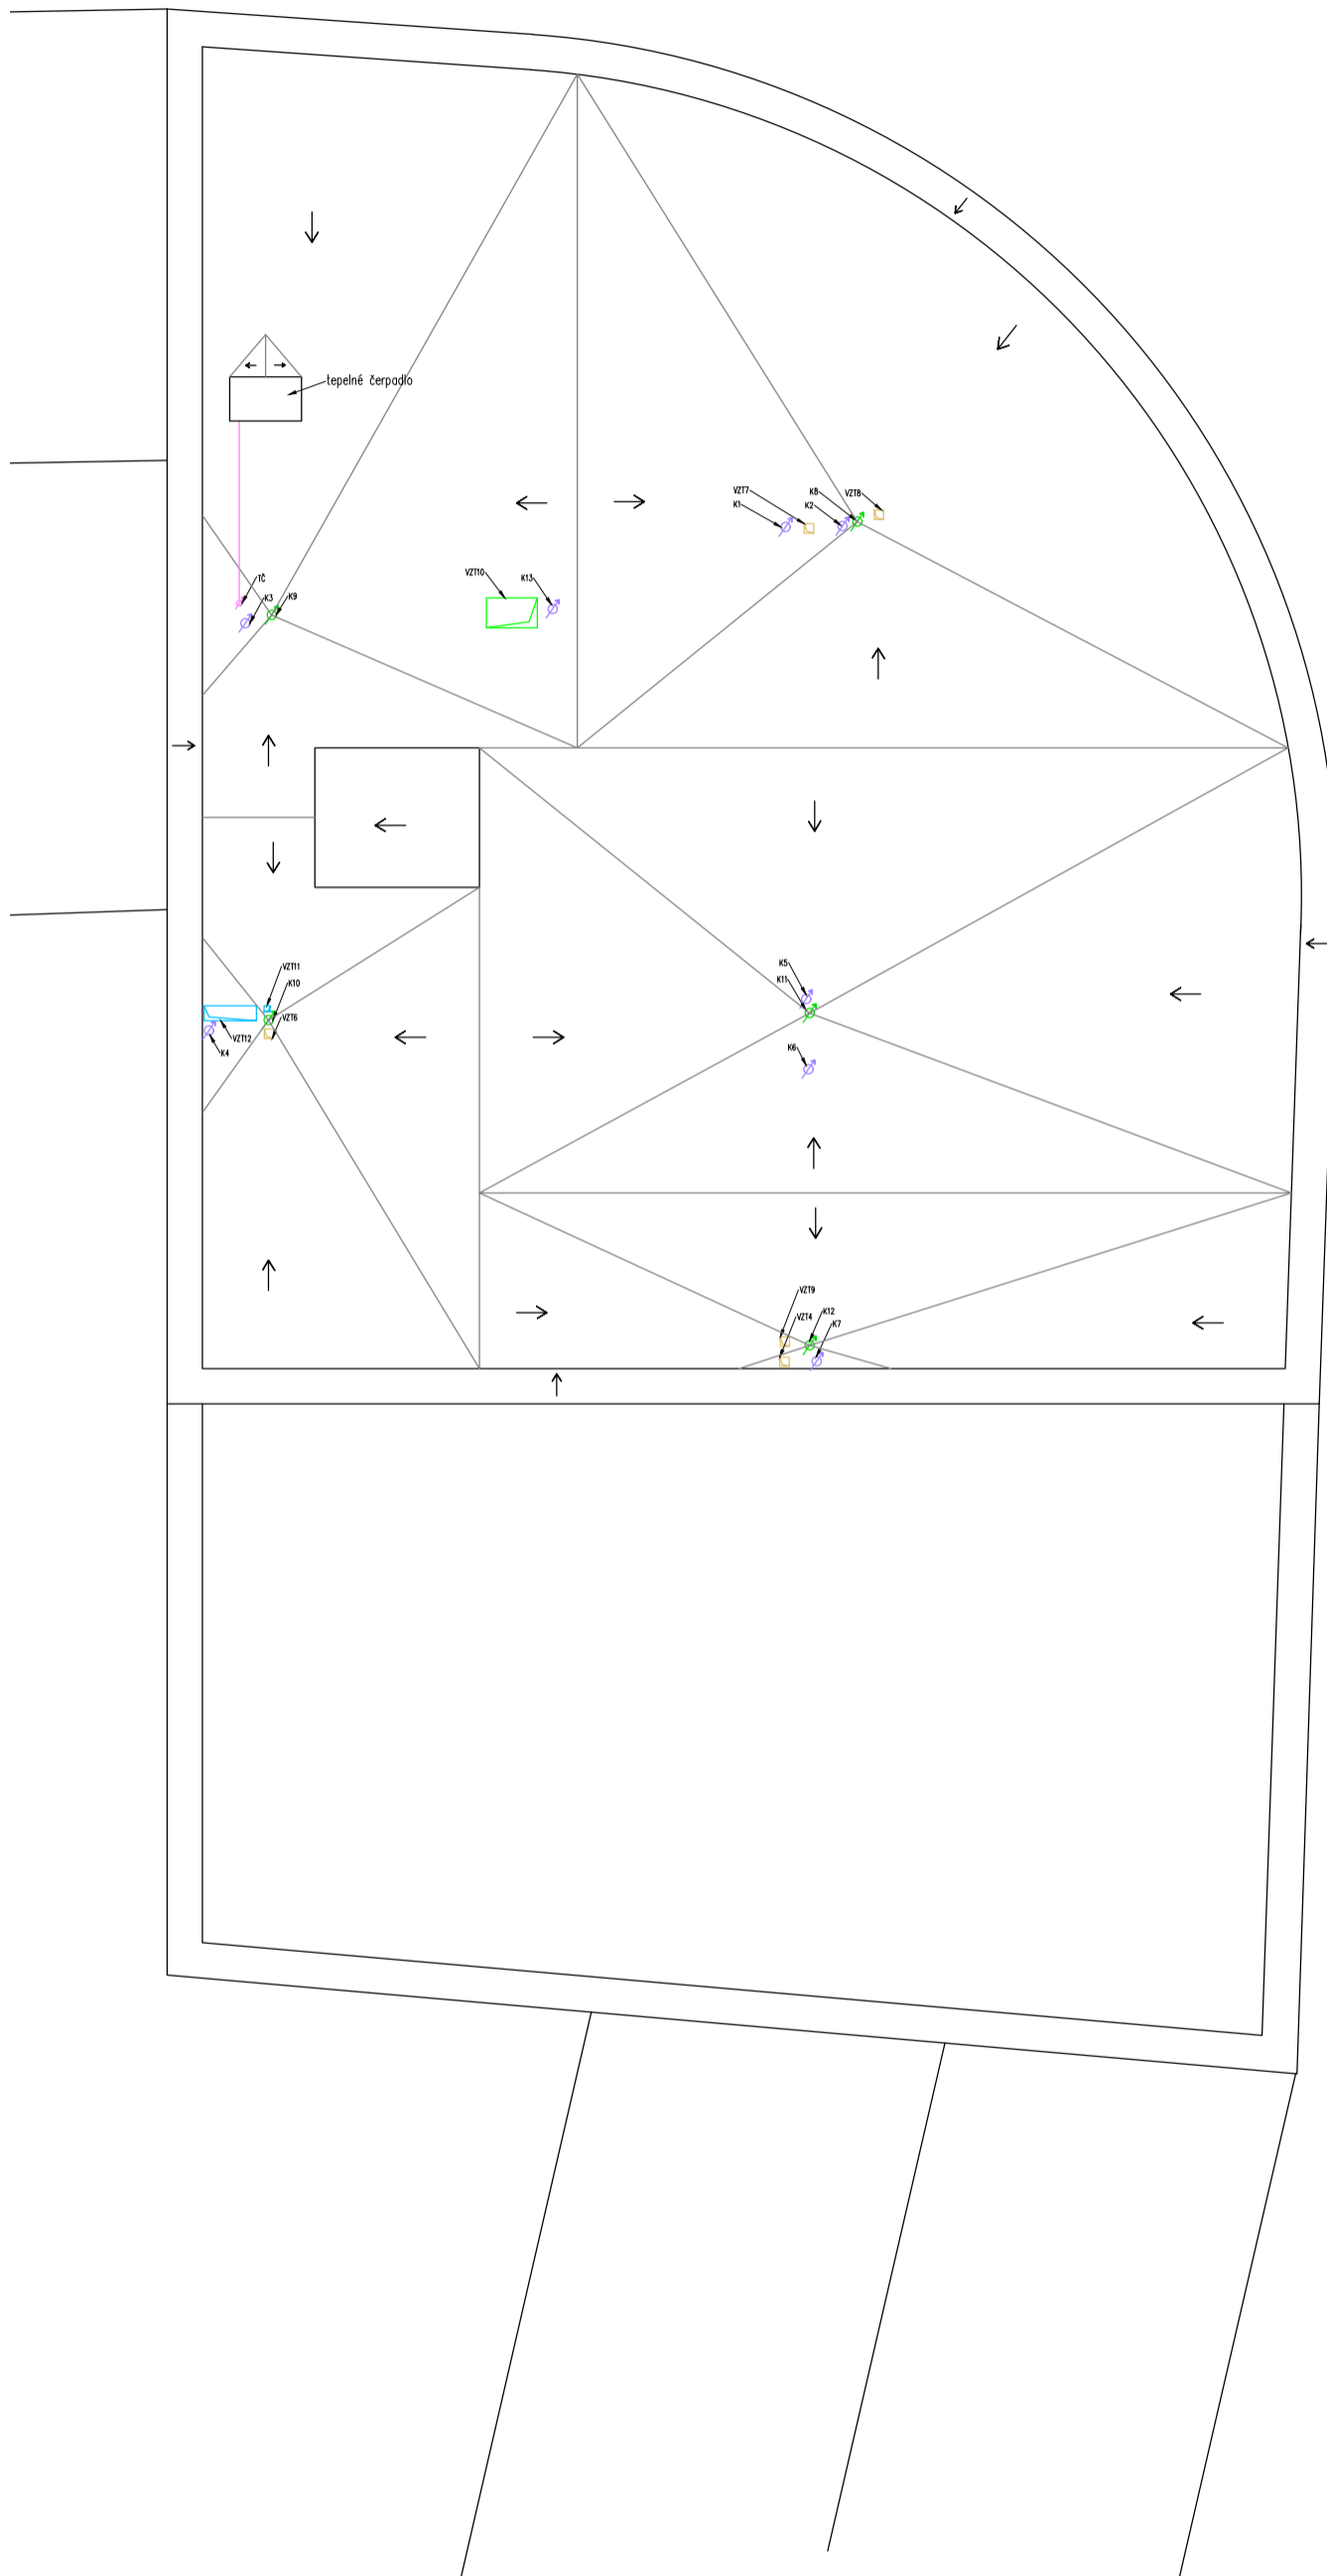 tepelné čerpadlo
VZT7
K8
VZT8
K1
K2
VZT10
K13
TČ
K3
K9
VZT11
K10
VZT6
VZT12
K4
K5
K11
K6
VZT9
VZT4
K12
K7